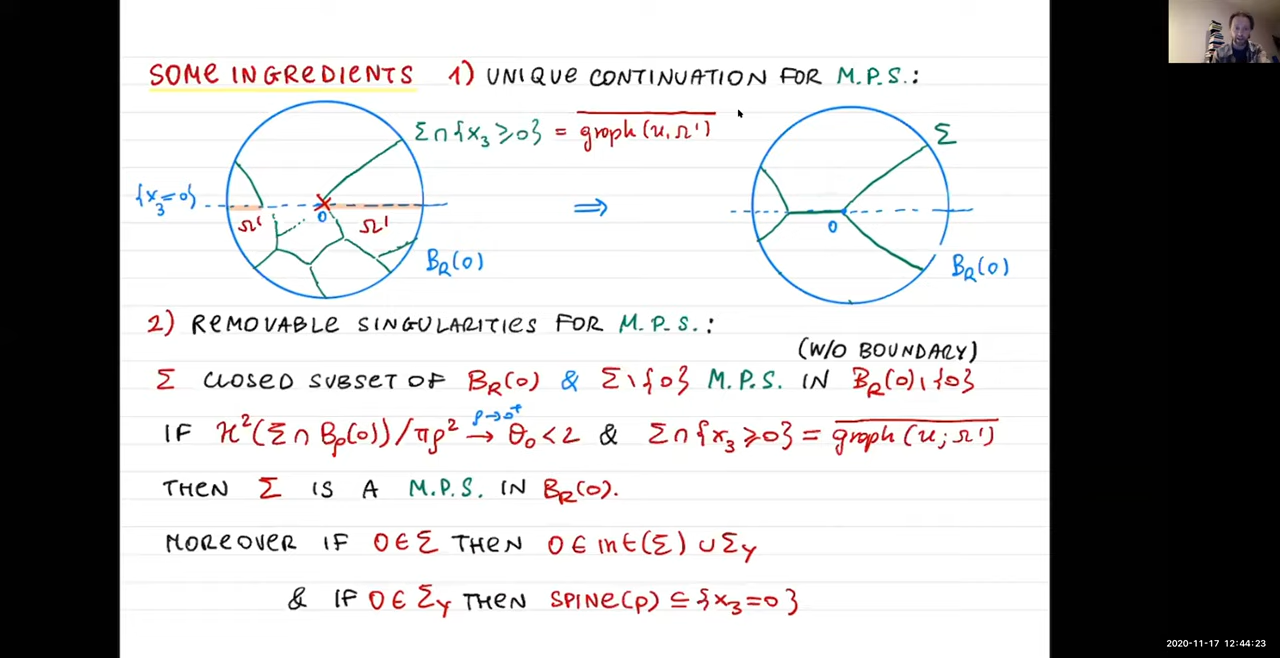 SOME INGREDIENTS 1) UNIQUE CONTINUATION FOR M.P.S.:
Σ∩{x₃≥0} = graph(u,Ω')
Σ
{x₃=0}
0
0
Ω' Ω'
B_R(0)
B_R(0)
⇒
2) REMOVABLE SINGULARITIES FOR M.P.S.:
(W/O BOUNDARY)
Σ CLOSED SUBSET OF B_R(0) & Σ\{0} M.P.S. IN B_R(0)\{0}
IF H²(Σ∩B_ρ(0))/πρ² →^{ρ→0⁺} θ₀<2 & Σ∩{x₃≥0} = graph(u;Ω')
THEN Σ IS A M.P.S. IN B_R(0).
MOREOVER IF 0∈Σ THEN 0∈int(Σ)∪Σ_Y
& IF 0∈Σ_Y THEN SPINE(P)⊆{x₃=0}
2020-11-17 12:44:23